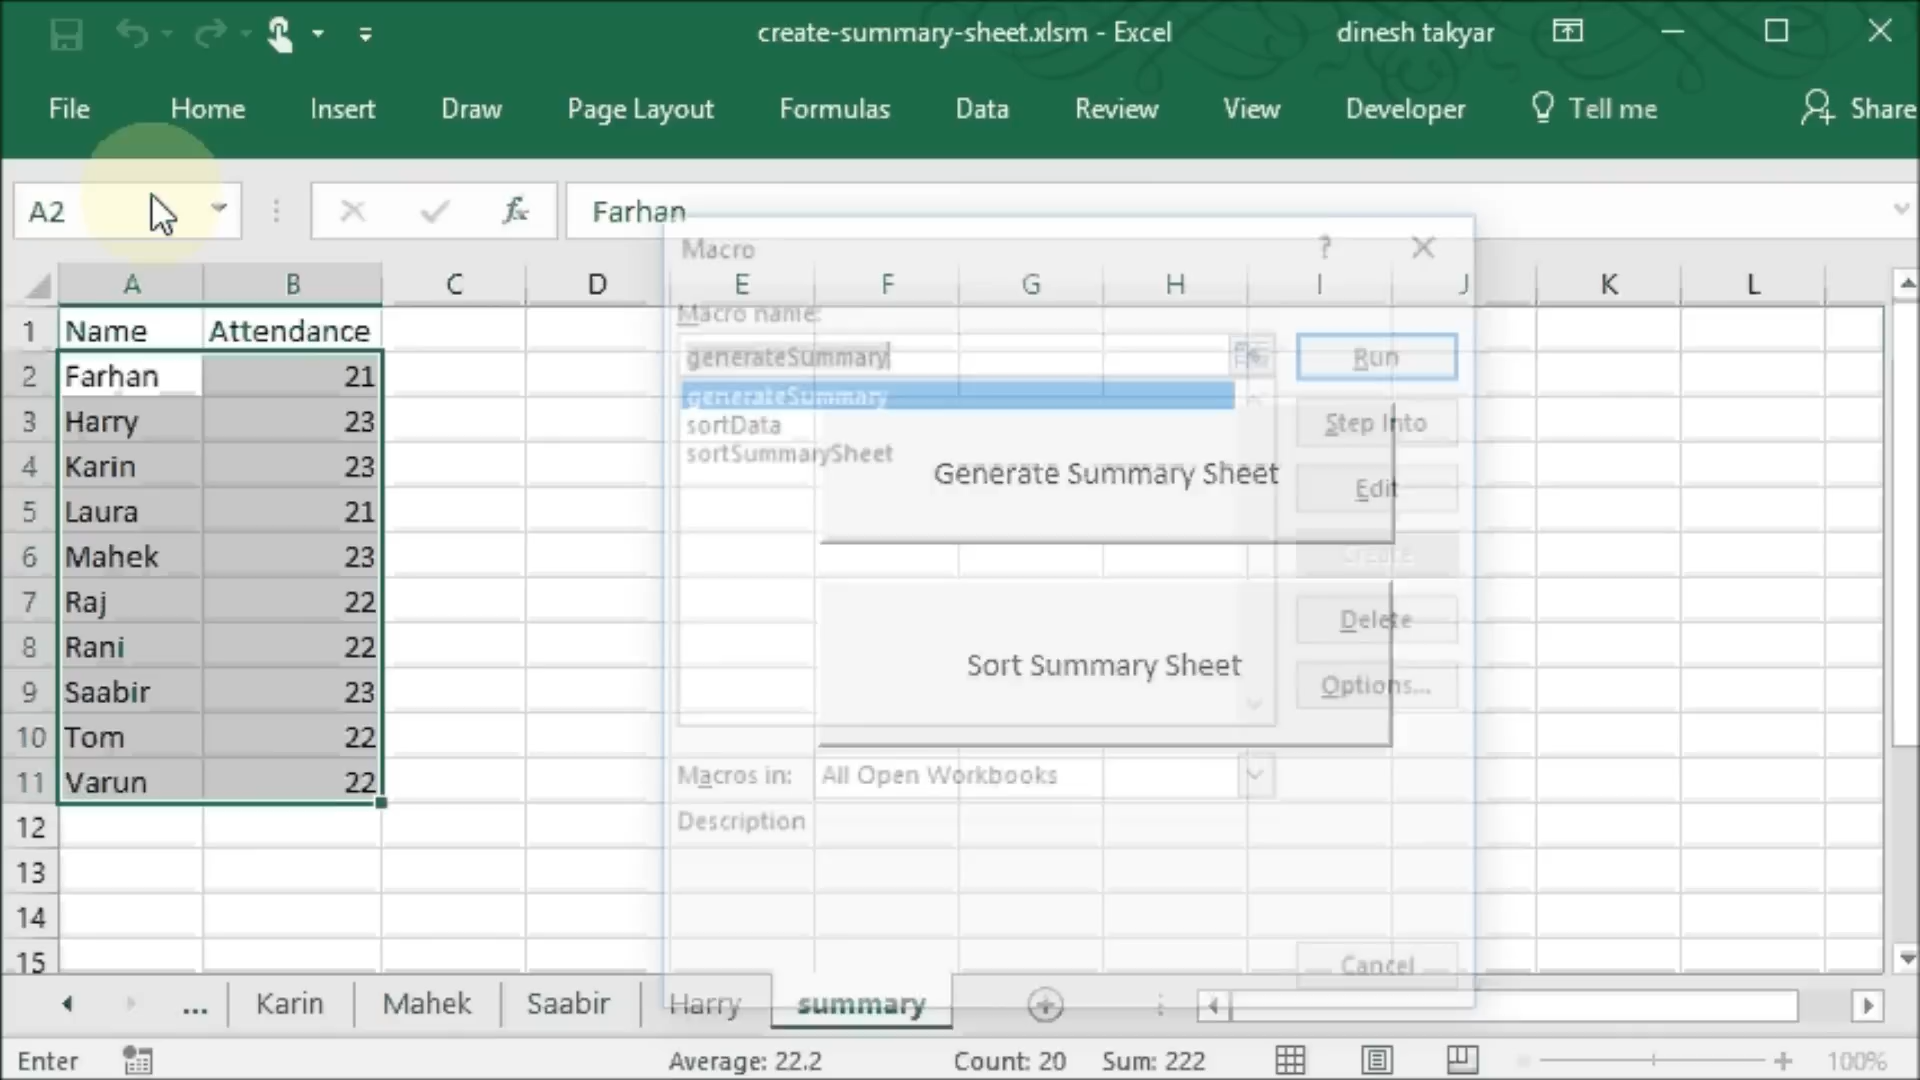 create-summary-sheet.xlsm - Excel
dinesh takyar
File Home Insert Draw Page Layout Formulas Data Review View Developer Tell me Share
A2 fx Farhan
Macro ?
A B C D E F G H I J K L
Macro name:
1 Name Attendance
generateSummary Run
2 Farhan 21
generateSummary
3 Harry 23 sortData Step Into
sortSummarySheet
4 Karin 23 Generate Summary Sheet Edit
5 Laura 21
6 Mahek 23 Create
7 Raj 22 Delete
8 Rani 22 Sort Summary Sheet
9 Saabir 23 Options...
10 Tom 22
11 Varun 22 Macros in: All Open Workbooks
12 Description
13
14
15 Cancel
... Karin Mahek Saabir Harry summary
Enter Average: 22.2 Count: 20 Sum: 222 100%